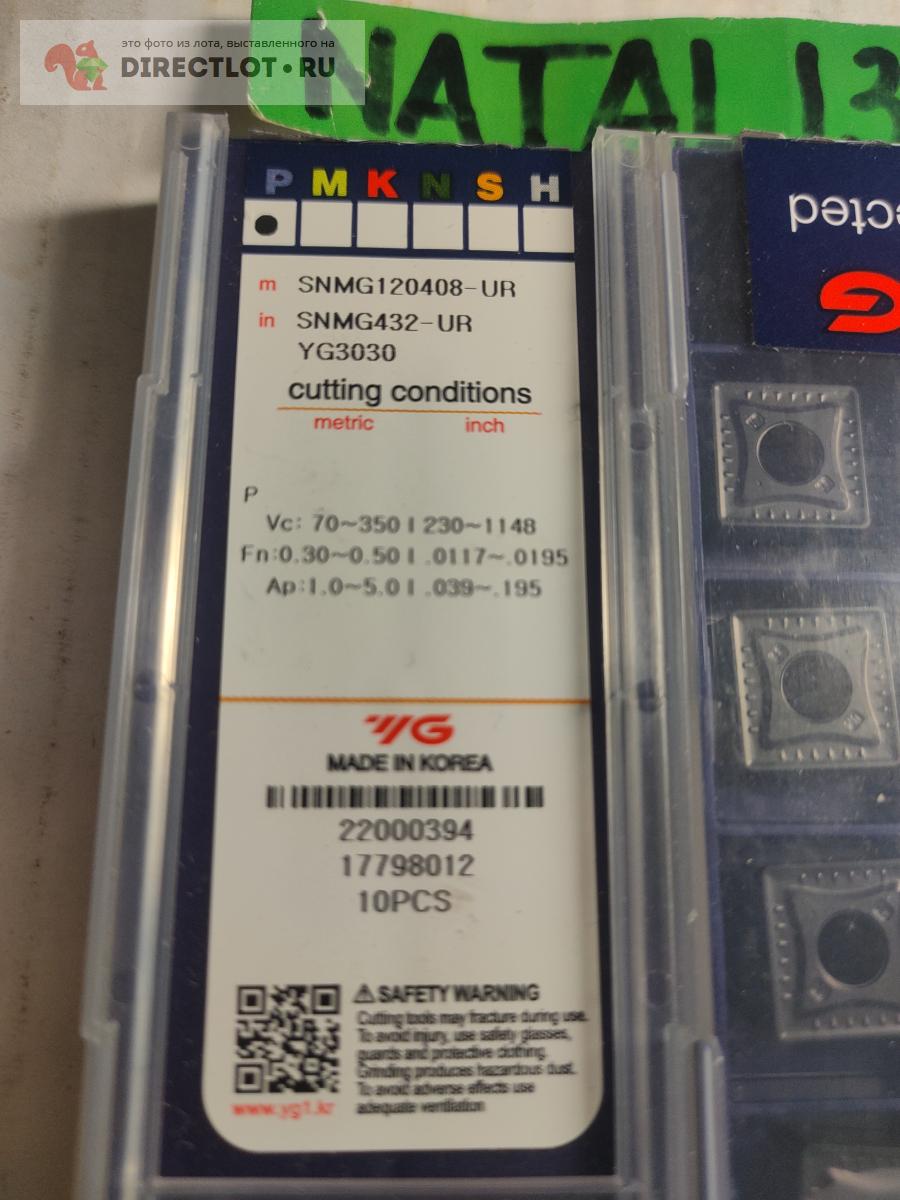 это фото из лота, выставленного на
DIRECTLOT•RU
NATAL 13
P M K N S H
ected
G
m SNMG120408-UR
in SNMG432-UR
YG3030
cutting conditions
metric inch
P
Vc: 70~350 I 230~1148
Fn:0.30~0.50 I .0117~.0195
Ap:1.0~5.0 I .039~.195
YG
MADE IN KOREA
22000394
17798012
10PCS
⚠SAFETY WARNING
Cutting tools may fracture during use.
To avoid injury, use safety glasses,
guards and protective clothing.
Grinding produces hazardous dust.
To avoid adverse effects use
adequate ventilation
www.yg1.kr